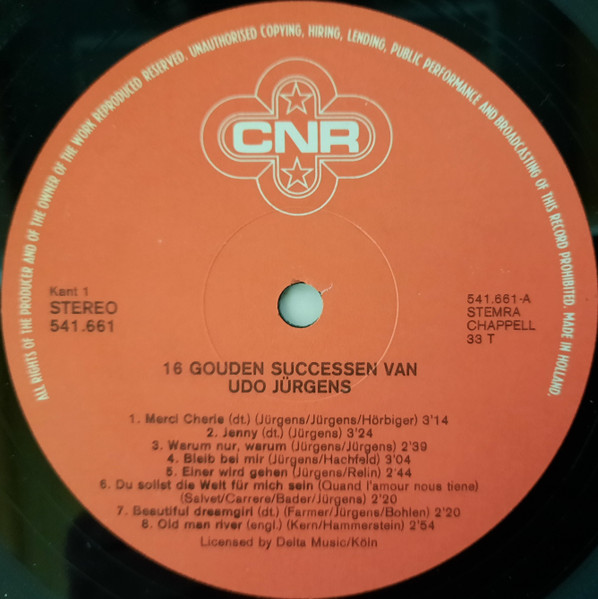 ALL RIGHTS OF THE PRODUCER AND OF THE OWNER OF THE WORK REPRODUCED RESERVED. UNAUTHORISED COPYING, HIRING, LENDING, PUBLIC PERFORMANCE AND BROADCASTING OF THIS RECORD PROHIBITED. MADE IN HOLLAND.
CNR
Kant 1
STEREO
541.661
541.661-A
STEMRA
CHAPPELL
33 T
16 GOUDEN SUCCESSEN VAN
UDO JÜRGENS
1. Merci Cherie (dt.) (Jürgens/Jürgens/Hörbiger) 3'14
2. Jenny (dt.) (Jürgens) 3'24
3. Warum nur, warum (Jürgens/Jürgens) 2'39
4. Bleib bei mir (Jürgens/Hachfeld) 3'04
5. Einer wird gehen (Jürgens/Relin) 2'44
6. Du sollst die Welt für mich sein (Quand l'amour nous tiene)
(Salvet/Carrere/Bader/Jürgens) 2'20
7. Beautiful dreamgirl (dt.) (Farmer/Jürgens/Bohlen) 2'20
8. Old man river (engl.) (Kern/Hammerstein) 2'54
Licensed by Delta Music/Köln